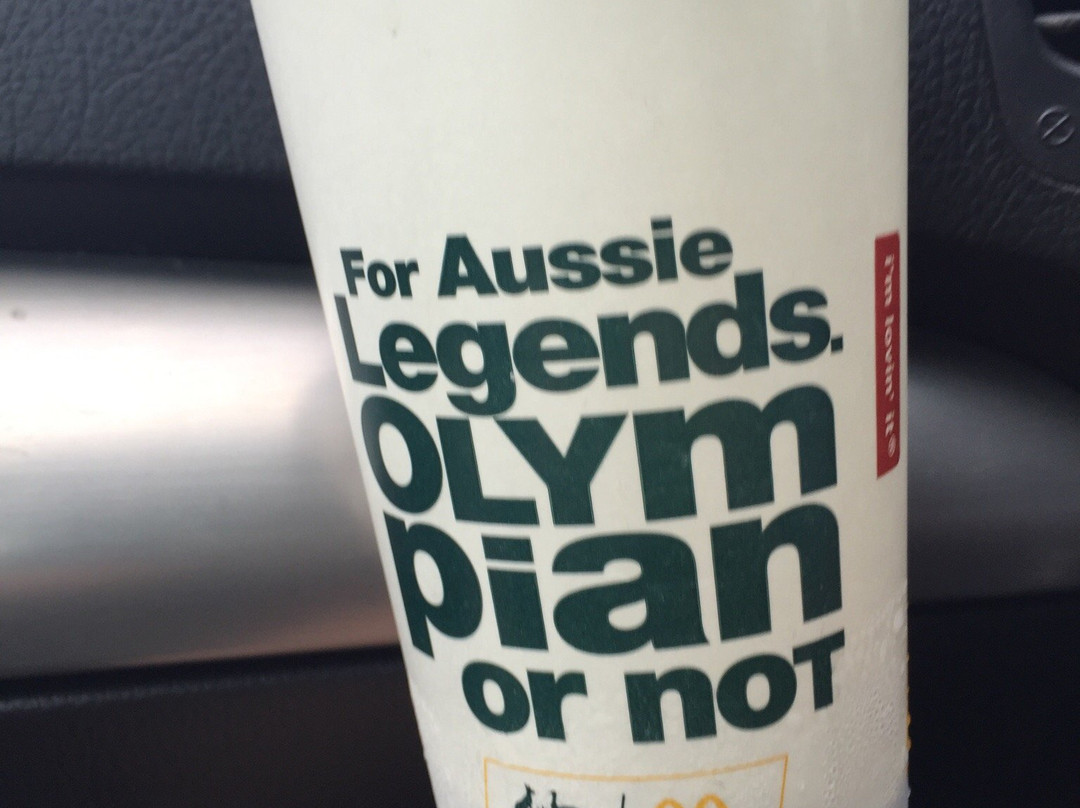 For Aussie
Legends.
OLYm
pian
or noT
i'm lovin' it®